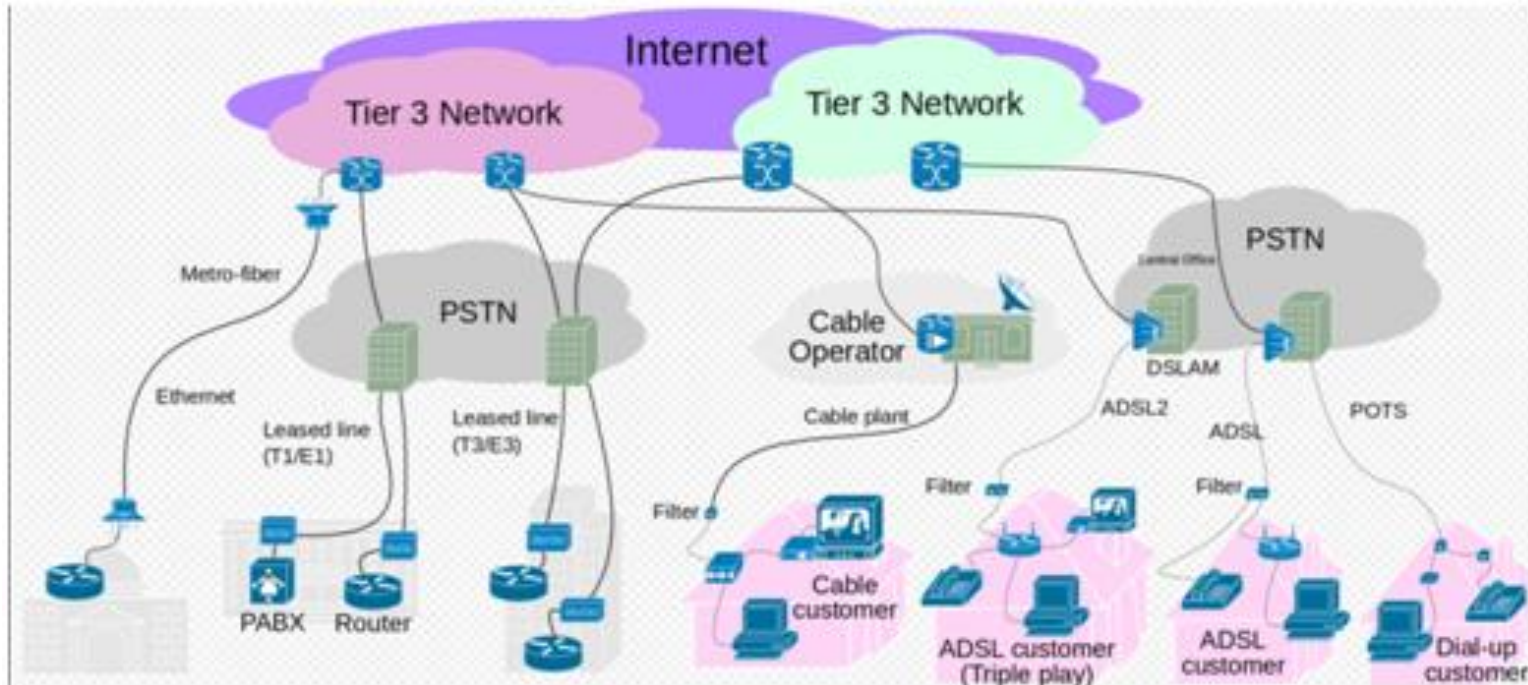 Internet
Tier 3 Network
Tier 3 Network
PSTN
Central Office
Metro-fiber
PSTN
Cable
Operator
DSLAM
Ethernet
Leased line
(T1/E1)
Leased line
(T3/E3)
Cable plant
ADSL2
ADSL
POTS
Filter
Filter
Filter
PABX
Router
Cable
customer
ADSL customer
(Triple play)
ADSL
customer
Dial-up
customer